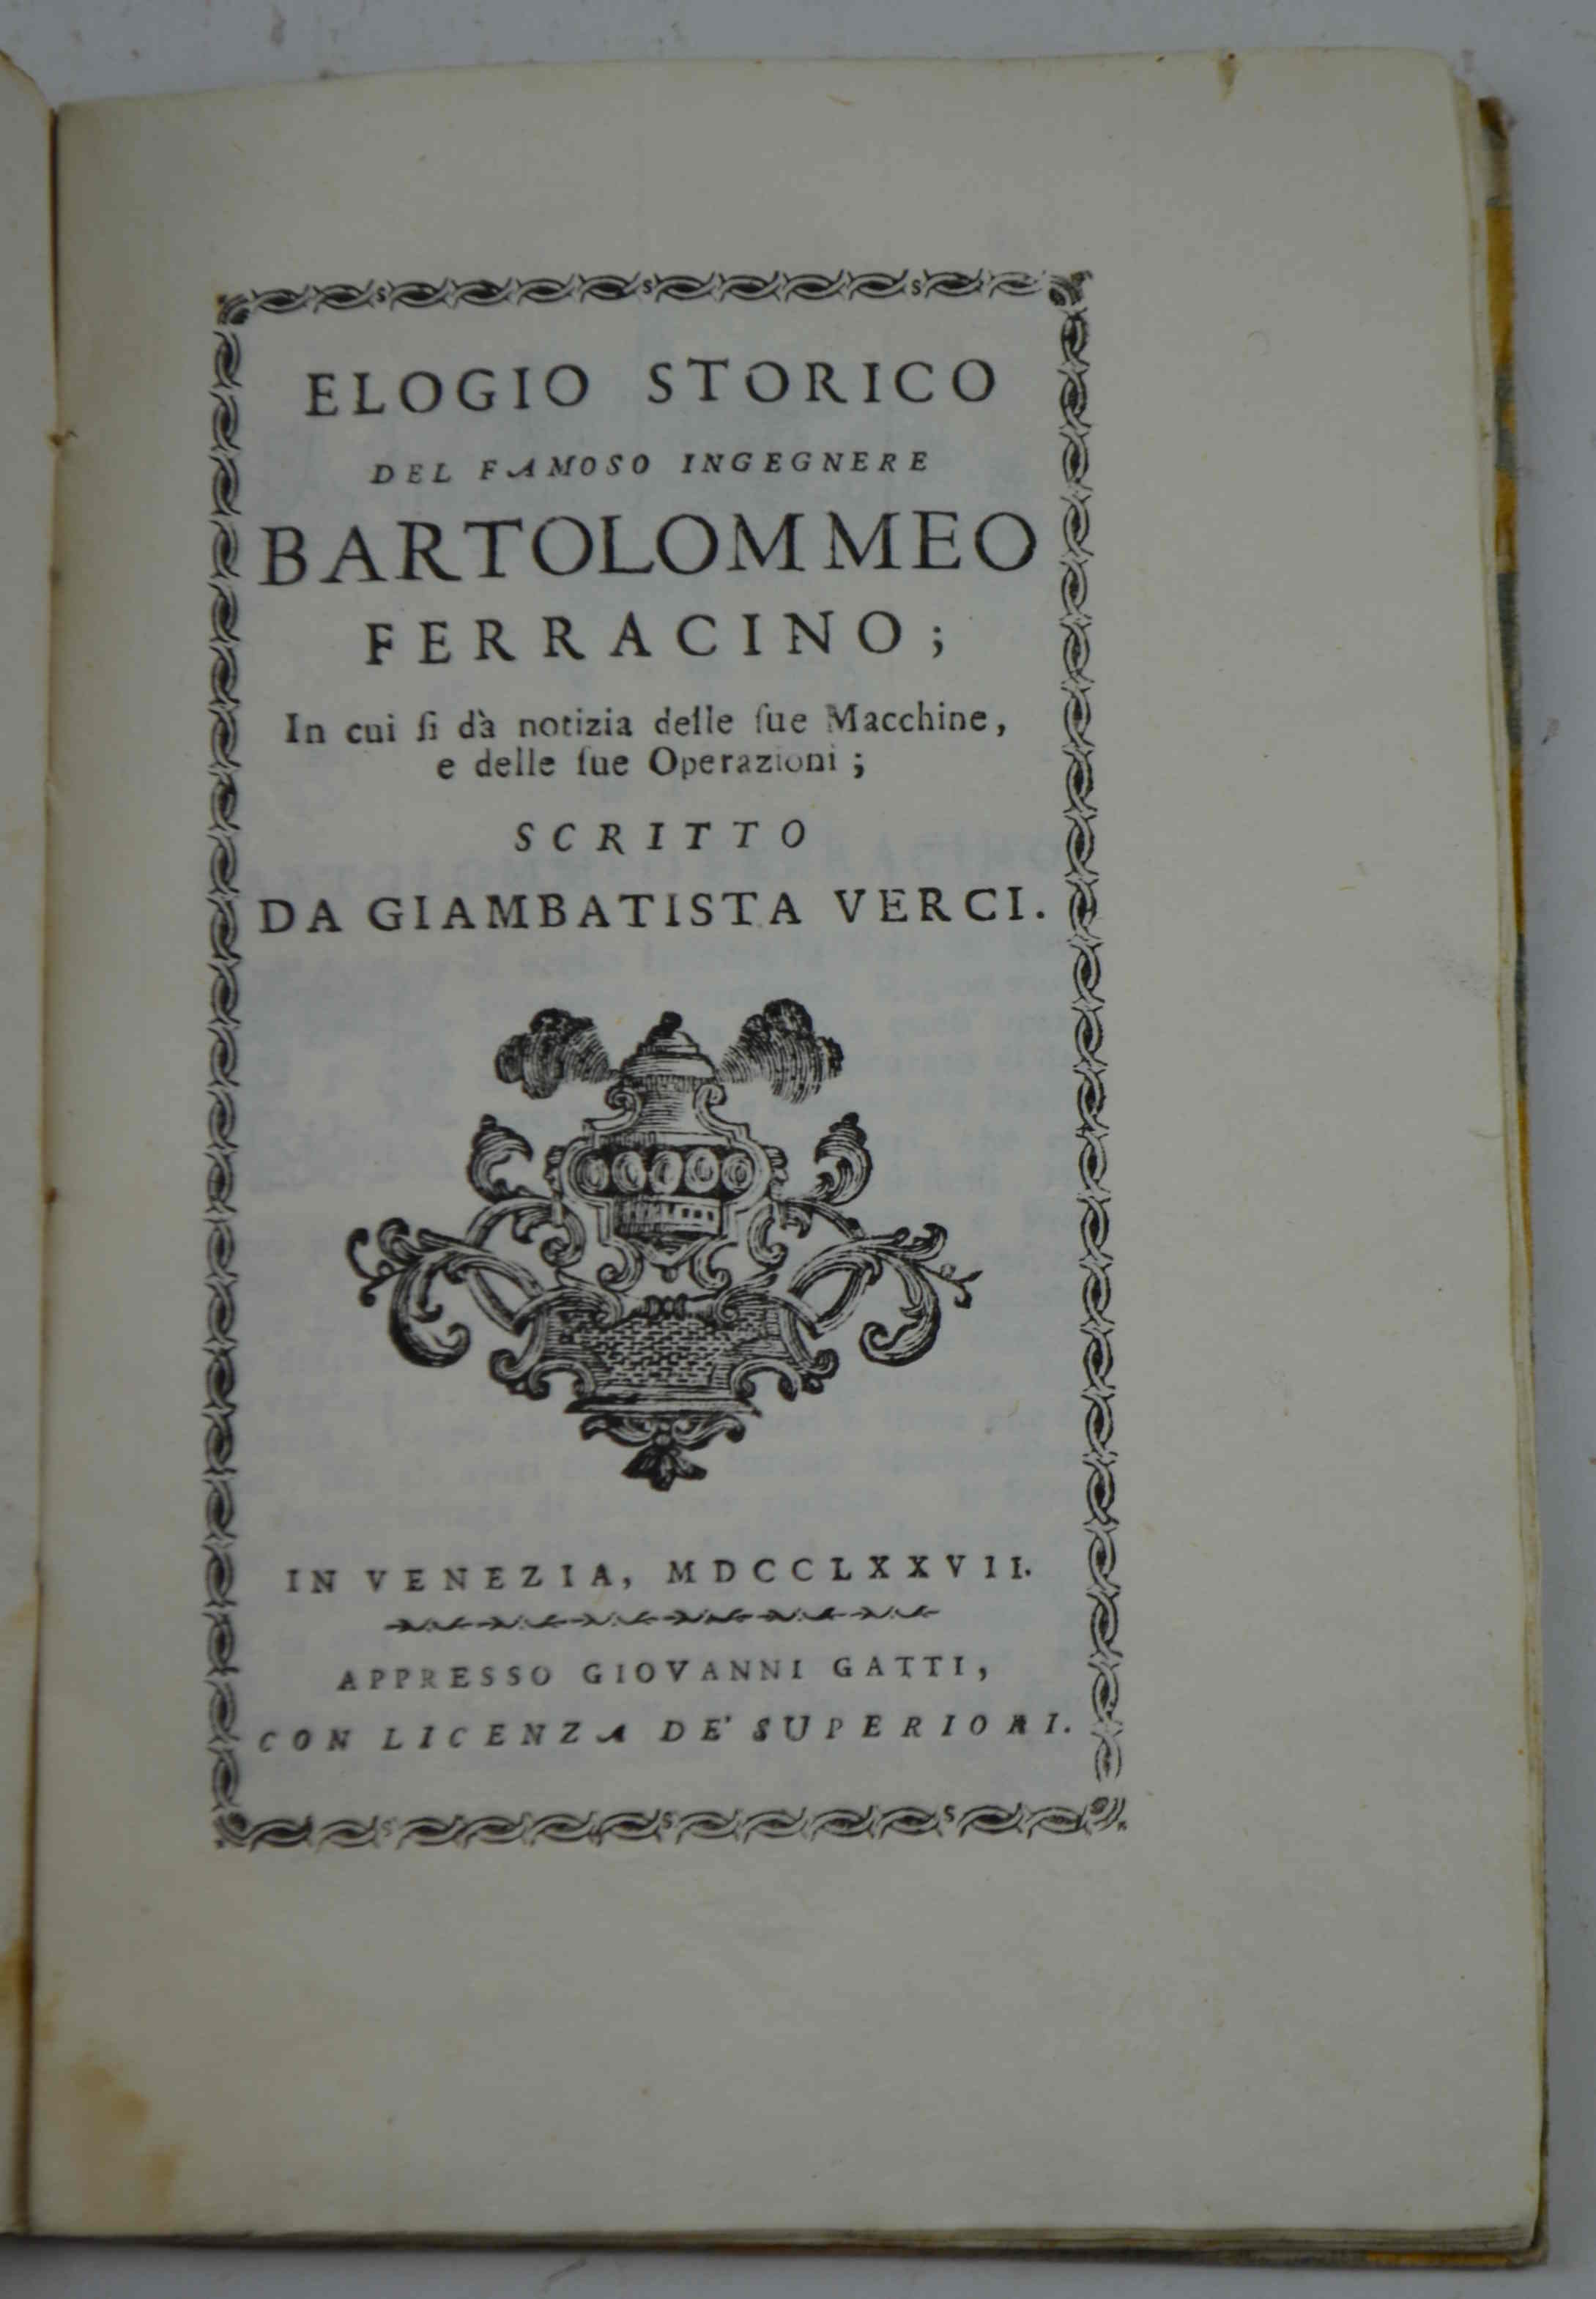 ELOGIO STORICO
DEL FAMOSO INGEGNERE
BARTOLOMMEO
FERRACINO;
In cui ſi dà notizia delle ſue Macchine,
e delle ſue Operazioni;
SCRITTO
DA GIAMBATISTA VERCI.
IN VENEZIA, MDCCLXXVII.
APPRESSO GIOVANNI GATTI,
CON LICENZA DE' SUPERIORI.